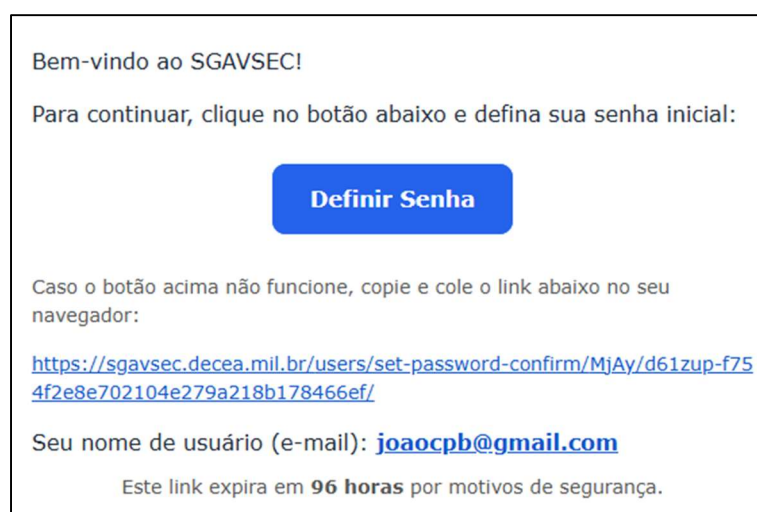 Bem-vindo ao SGAVSEC!
Para continuar, clique no botão abaixo e defina sua senha inicial:
Definir Senha
Caso o botão acima não funcione, copie e cole o link abaixo no seu
navegador:
https://sgavsec.decea.mil.br/users/set-password-confirm/MjAy/d61zup-f75
4f2e8e702104e279a218b178466ef/
Seu nome de usuário (e-mail): joaocpb@gmail.com
Este link expira em 96 horas por motivos de segurança.